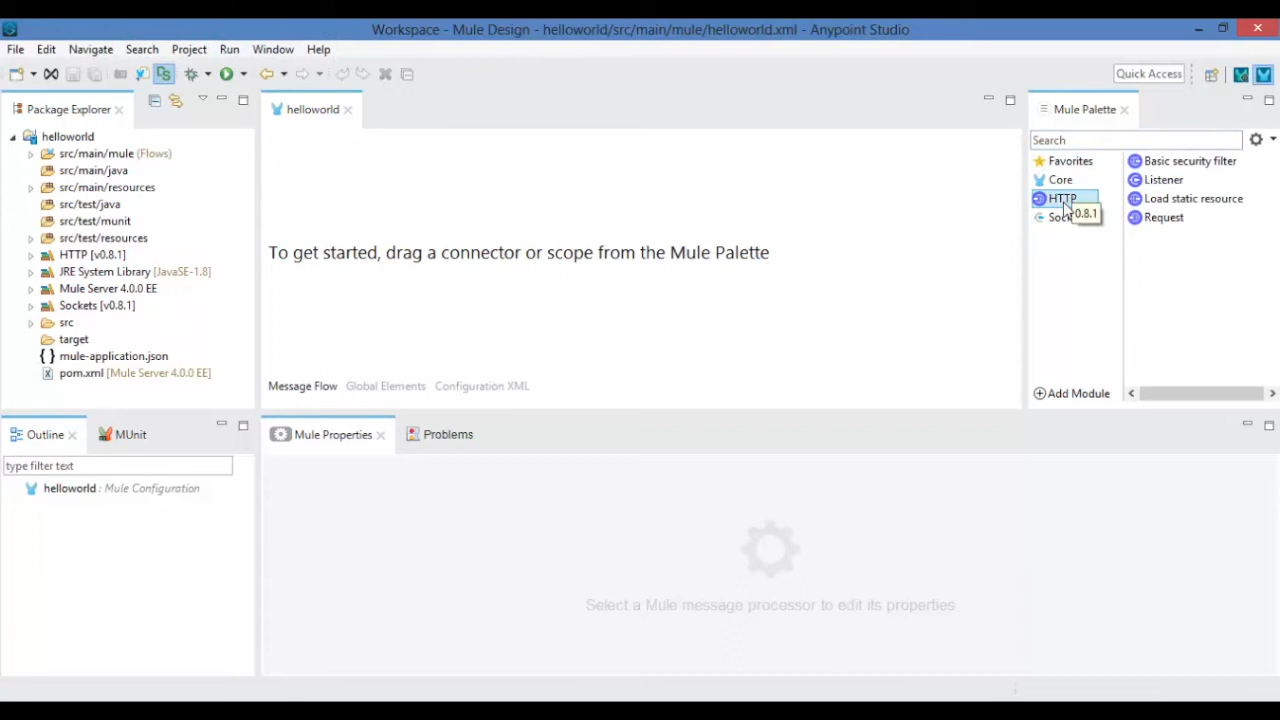 Workspace - Mule Design - helloworld/src/main/mule/helloworld.xml - Anypoint Studio
File Edit Navigate Search Project Run Window Help
Quick Access
Package Explorer
helloworld
src/main/mule (Flows)
src/main/java
src/main/resources
src/test/java
src/test/munit
src/test/resources
HTTP [v0.8.1]
JRE System Library [JavaSE-1.8]
Mule Server 4.0.0 EE
Sockets [v0.8.1]
src
target
mule-application.json
pom.xml [Mule Server 4.0.0 EE]
helloworld
To get started, drag a connector or scope from the Mule Palette
Message Flow Global Elements Configuration XML
Mule Palette
Search
Favorites
Core
HTTP
0.8.1
Basic security filter
Listener
Load static resource
Request
Add Module
Outline
MUnit
type filter text
helloworld : Mule Configuration
Mule Properties
Problems
Select a Mule message processor to edit its properties